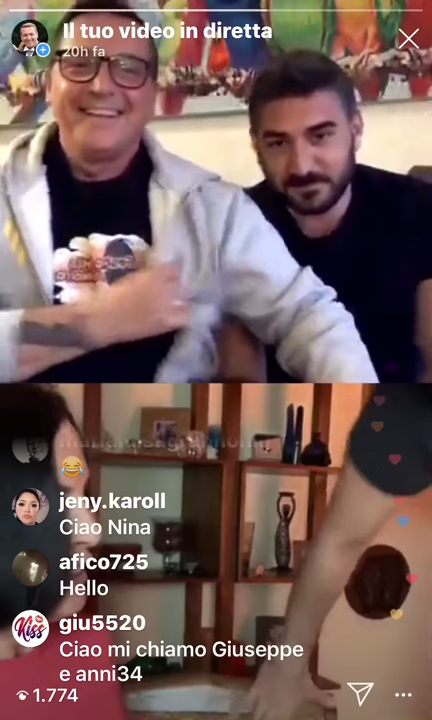 Il tuo video in diretta
20h fa
😂
jeny.karoll
Ciao Nina
afico725
Hello
giu5520
Kiss
Ciao mi chiamo Giuseppe
e anni34
1.774